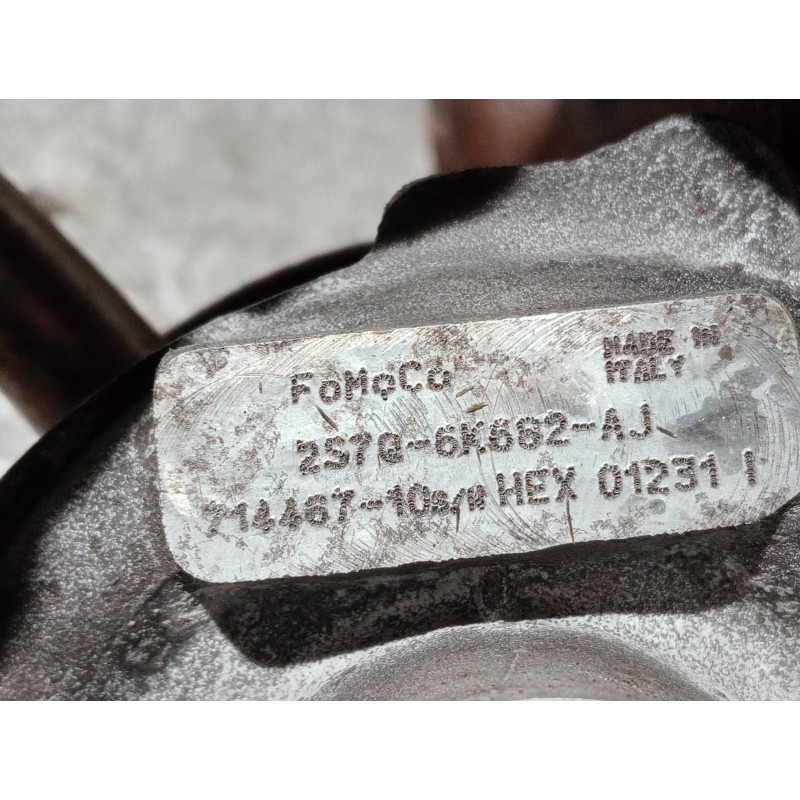 FoMoCo
MADE IN
ITALY
2S7Q-6K682-AJ
714467-10s/n HEX 01231 I